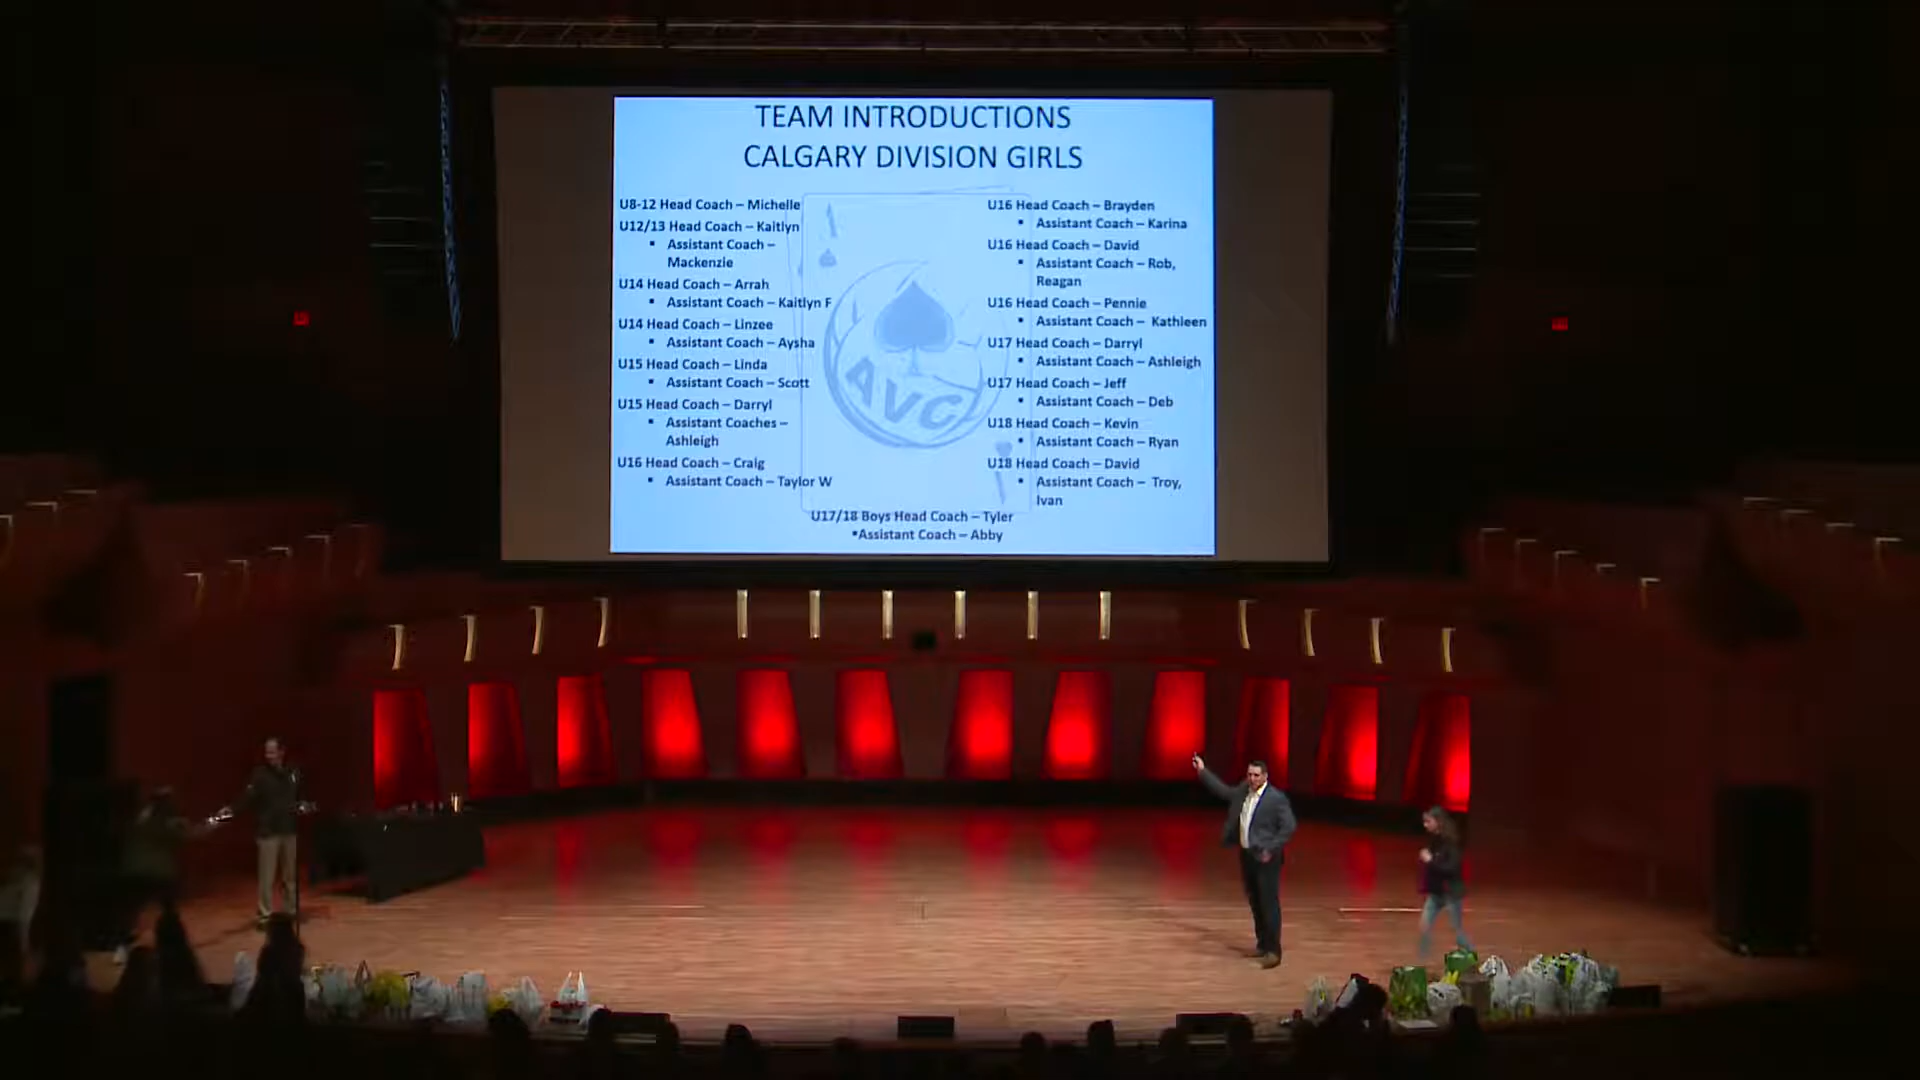 TEAM INTRODUCTIONS
CALGARY DIVISION GIRLS
U8-12 Head Coach – Michelle
U12/13 Head Coach – Kaitlyn
▪ Assistant Coach –
Mackenzie
U14 Head Coach – Arrah
▪ Assistant Coach – Kaitlyn F
U14 Head Coach – Linzee
▪ Assistant Coach – Aysha
U15 Head Coach – Linda
▪ Assistant Coach – Scott
U15 Head Coach – Darryl
▪ Assistant Coaches –
Ashleigh
U16 Head Coach – Craig
▪ Assistant Coach – Taylor W
U16 Head Coach – Brayden
▪ Assistant Coach – Karina
U16 Head Coach – David
▪ Assistant Coach – Rob,
Reagan
U16 Head Coach – Pennie
▪ Assistant Coach – Kathleen
U17 Head Coach – Darryl
▪ Assistant Coach – Ashleigh
U17 Head Coach – Jeff
▪ Assistant Coach – Deb
U18 Head Coach – Kevin
▪ Assistant Coach – Ryan
U18 Head Coach – David
▪ Assistant Coach – Troy,
Ivan
U17/18 Boys Head Coach – Tyler
▪Assistant Coach – Abby
AVC